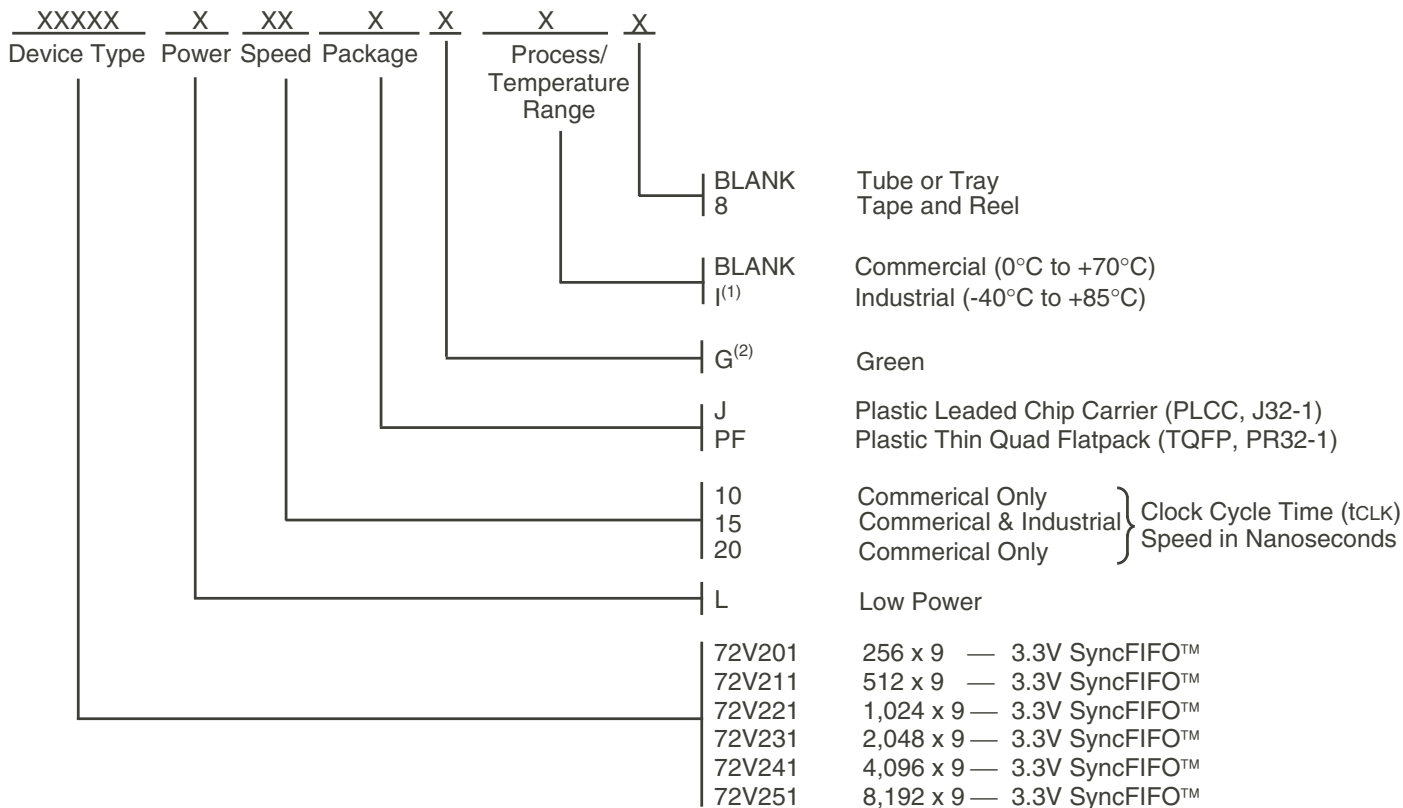 XXXXX X XX X X X X
Device Type Power Speed Package Process/
Temperature
Range
BLANK Tube or Tray
8 Tape and Reel
BLANK Commercial (0°C to +70°C)
I(1) Industrial (-40°C to +85°C)
G(2) Green
J Plastic Leaded Chip Carrier (PLCC, J32-1)
PF Plastic Thin Quad Flatpack (TQFP, PR32-1)
10 Commerical Only
15 Commerical & Industrial Clock Cycle Time (tCLK)
20 Commerical Only Speed in Nanoseconds
L Low Power
72V201 256 x 9 — 3.3V SyncFIFO™
72V211 512 x 9 — 3.3V SyncFIFO™
72V221 1,024 x 9 — 3.3V SyncFIFO™
72V231 2,048 x 9 — 3.3V SyncFIFO™
72V241 4,096 x 9 — 3.3V SyncFIFO™
72V251 8,192 x 9 — 3.3V SyncFIFO™